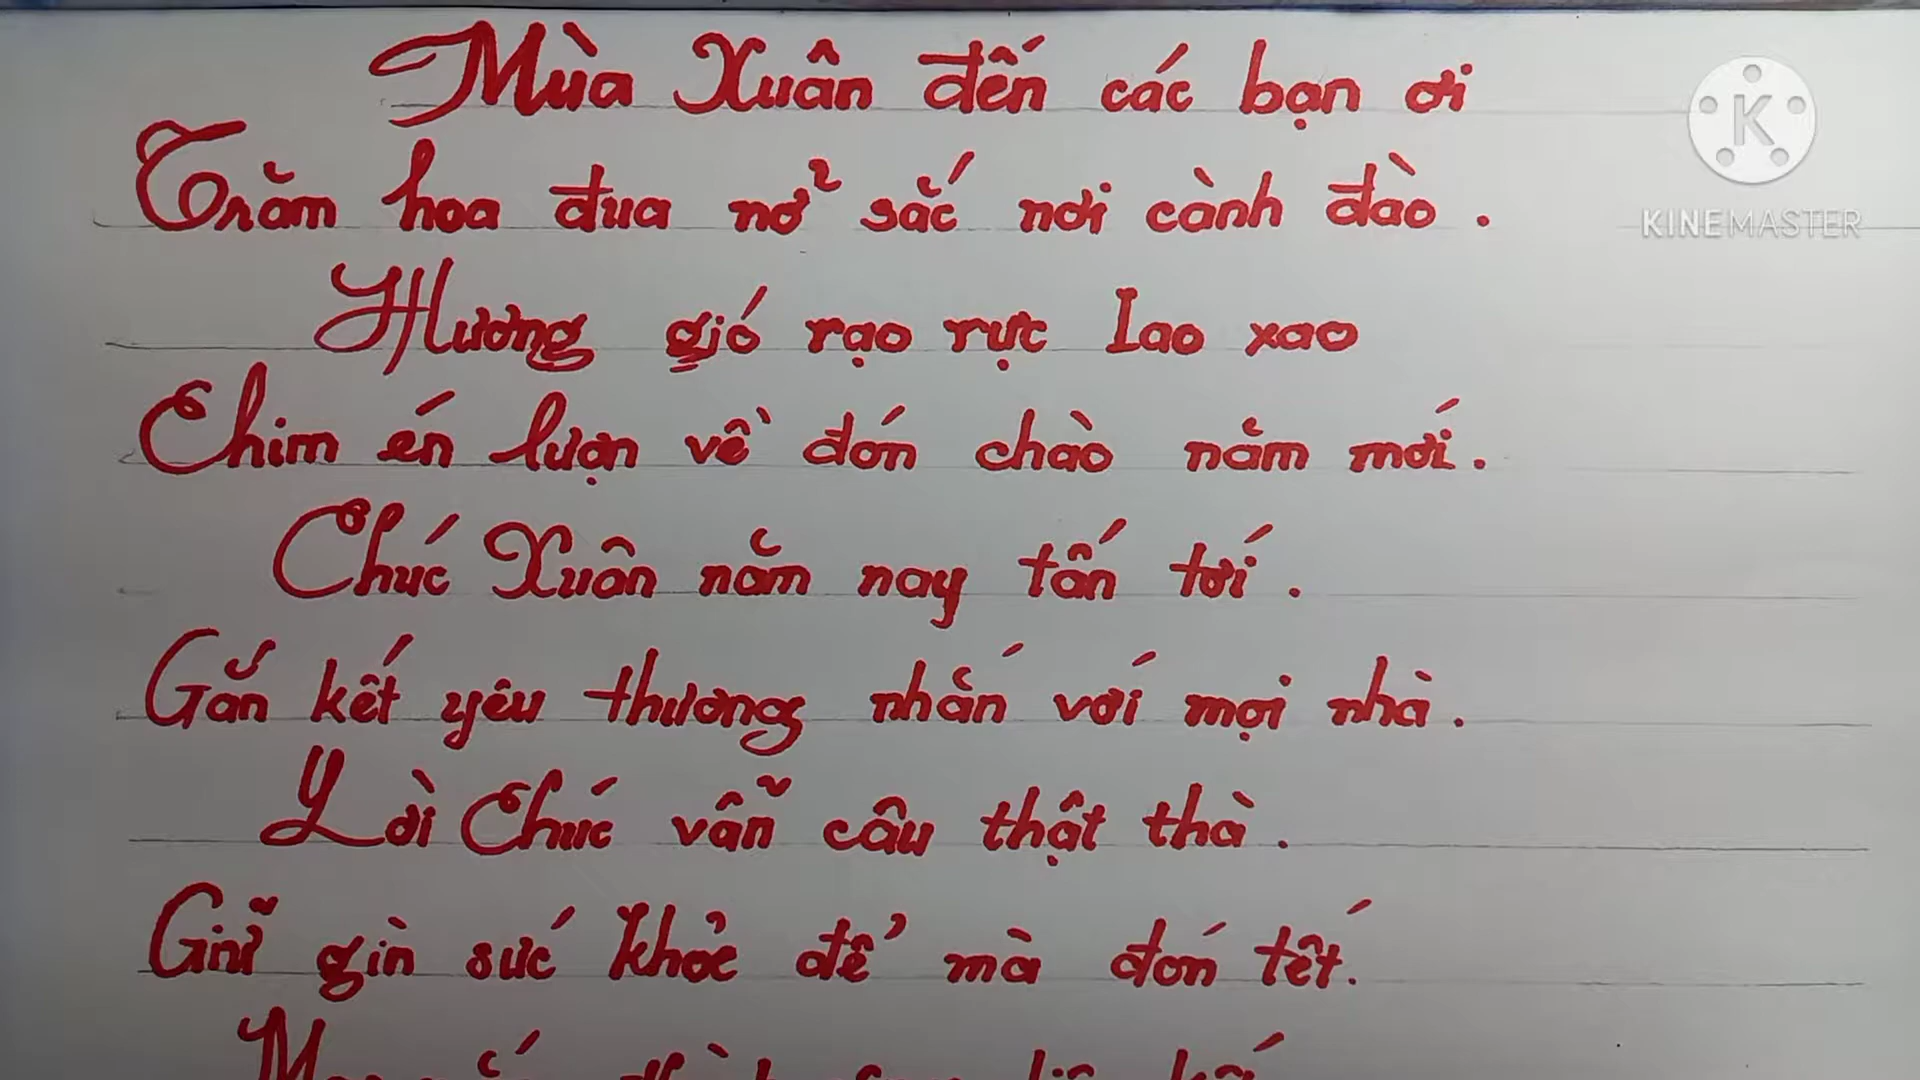 Mùa Xuân đến các bạn ơi
Trăm hoa đua nở sắc nơi cành đào.
Hương gió rạo rực lao xao
Chim én lượn về đón chào năm mới.
Chúc Xuân năm nay tấn tới.
Gắn kết yêu thương nhắn với mọi nhà.
Lời Chúc vẫn câu thật thà.
Giữ gìn sức khỏe để mà đón tết.
K
KINEMASTER